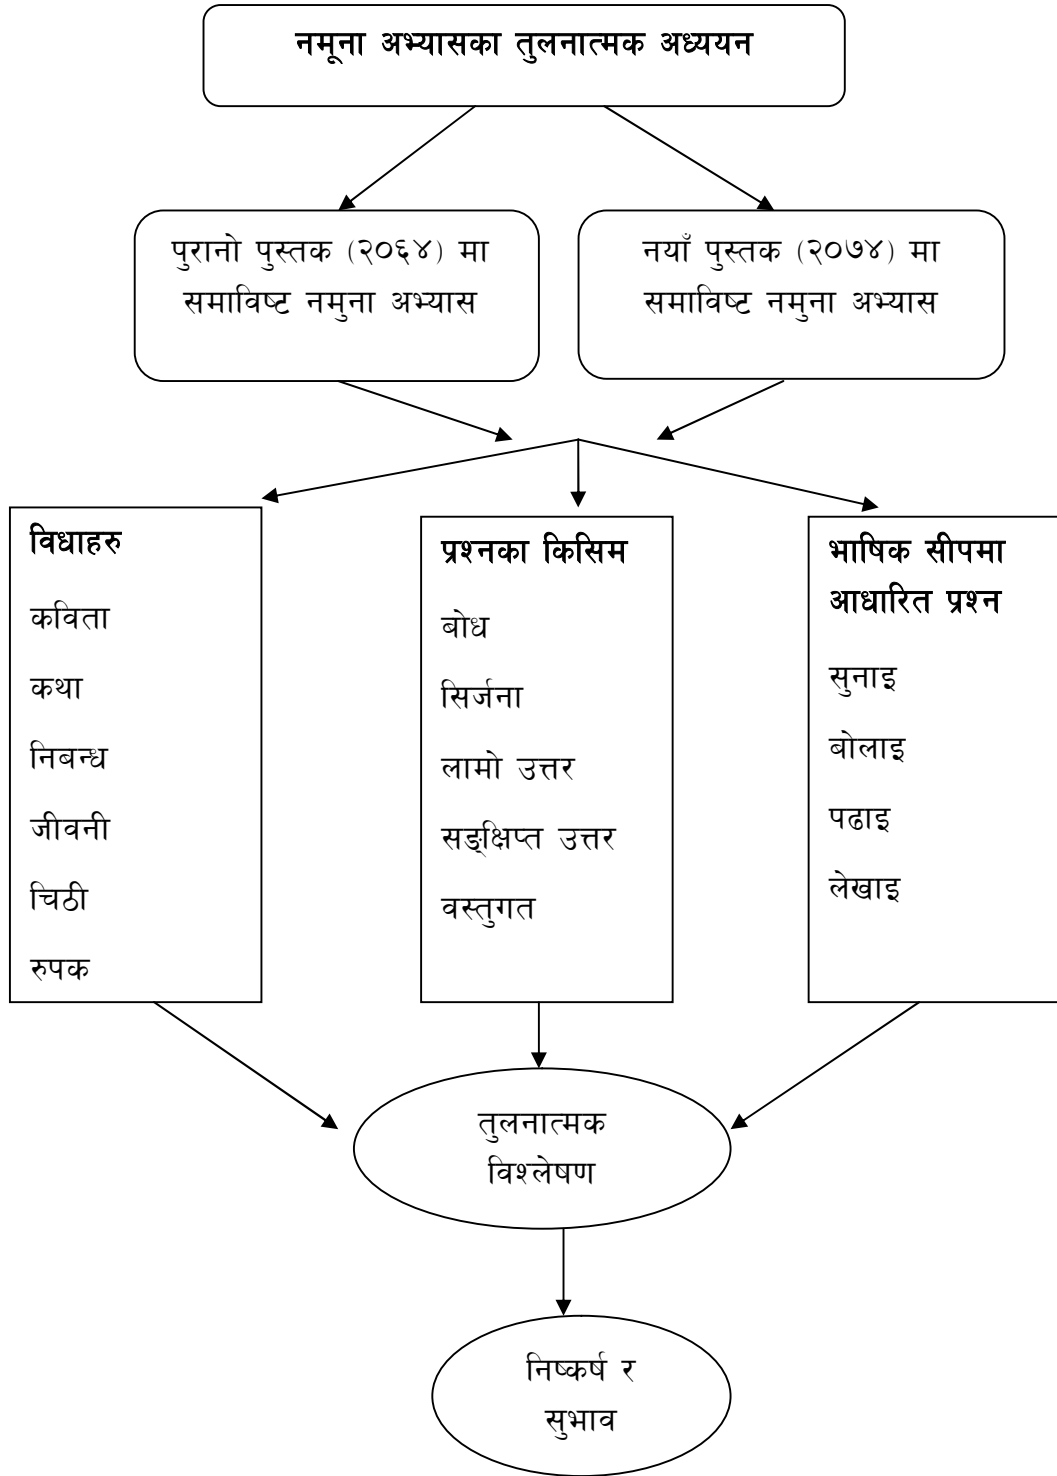 नमूना अभ्यासका तुलनात्मक अध्ययन
पुरानो पुस्तक (२०६४) मा
समाविष्ट नमुना अभ्यास
नयाँ पुस्तक (२०७४) मा
समाविष्ट नमुना अभ्यास
विधाहरु
कविता
कथा
निबन्ध
जीवनी
चिठी
रुपक
प्रश्नका किसिम
बोध
सिर्जना
लामो उत्तर
सङ्क्षिप्त उत्तर
वस्तुगत
भाषिक सीपमा
आधारित प्रश्न
सुनाइ
बोलाइ
पढाइ
लेखाइ
तुलनात्मक
विश्लेषण
निष्कर्ष र
सुभाव